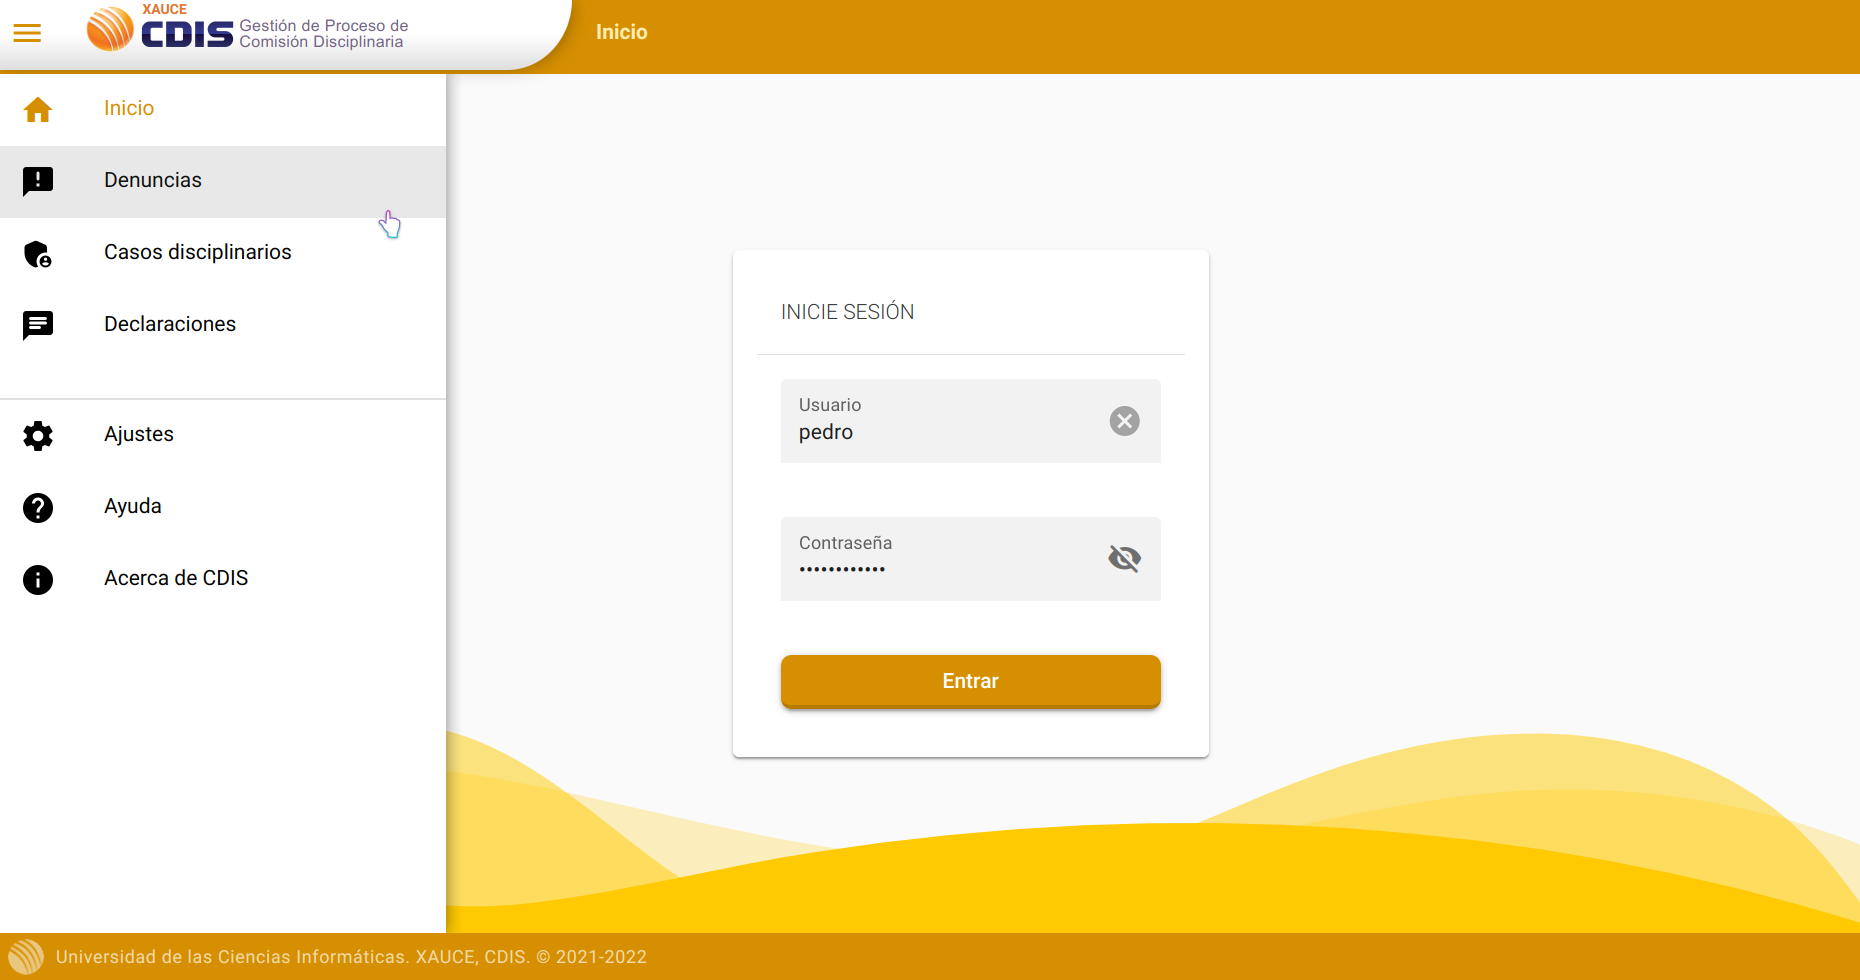 XAUCE
CDIS
Gestión de Proceso de
Comisión Disciplinaria
Inicio
Inicio
Denuncias
Casos disciplinarios
Declaraciones
Ajustes
Ayuda
Acerca de CDIS
INICIE SESIÓN
Usuario
pedro
Contraseña
••••••••••••
Entrar
Universidad de las Ciencias Informáticas. XAUCE, CDIS. © 2021-2022